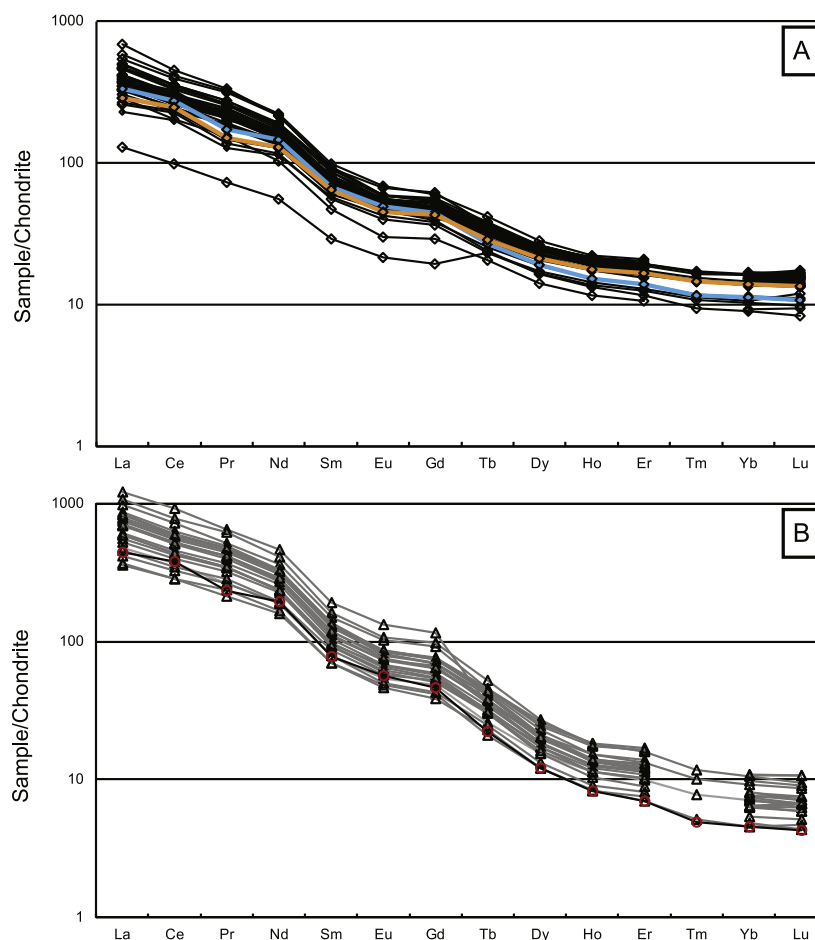 1000
A
100
Sample/Chondrite
10
1
La Ce Pr Nd Sm Eu Gd Tb Dy Ho Er Tm Yb Lu
1000
B
100
Sample/Chondrite
10
1
La Ce Pr Nd Sm Eu Gd Tb Dy Ho Er Tm Yb Lu